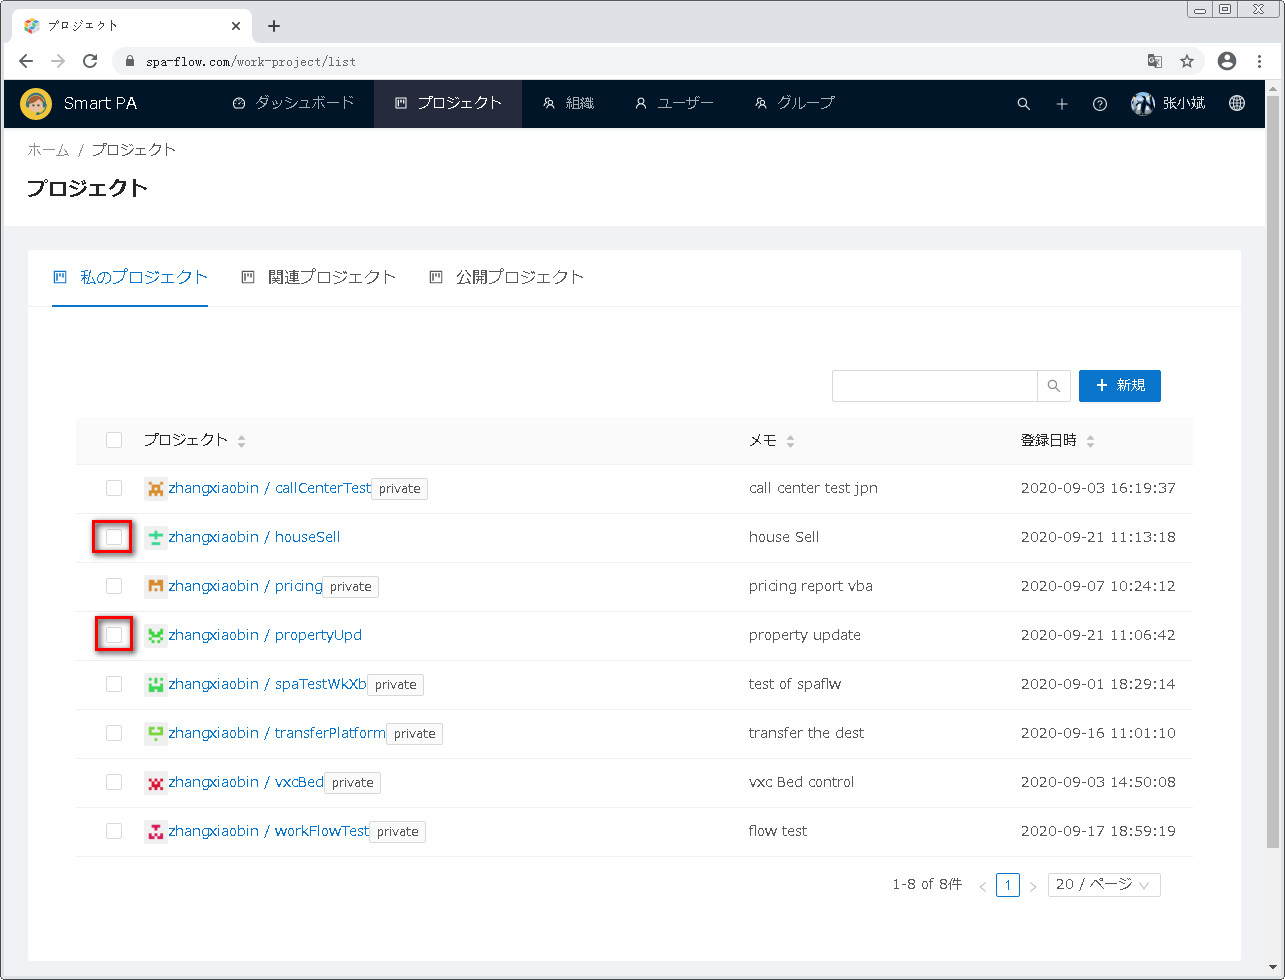 プロジェクト
spa-flow.com/work-project/list
Smart PA ダッシュボード プロジェクト 組織 ユーザー グループ 张小斌
ホーム / プロジェクト
プロジェクト
私のプロジェクト 関連プロジェクト 公開プロジェクト
新規
プロジェクト メモ 登録日時
zhangxiaobin / callCenterTest private call center test jpn 2020-09-03 16:19:37
zhangxiaobin / houseSell house Sell 2020-09-21 11:13:18
zhangxiaobin / pricing private pricing report vba 2020-09-07 10:24:12
zhangxiaobin / propertyUpd property update 2020-09-21 11:06:42
zhangxiaobin / spaTestWkXb private test of spaflw 2020-09-01 18:29:14
zhangxiaobin / transferPlatform private transfer the dest 2020-09-16 11:01:10
zhangxiaobin / vxcBed private vxc Bed control 2020-09-03 14:50:08
zhangxiaobin / workFlowTest private flow test 2020-09-17 18:59:19
1-8 of 8件 < 1 > 20 / ページ